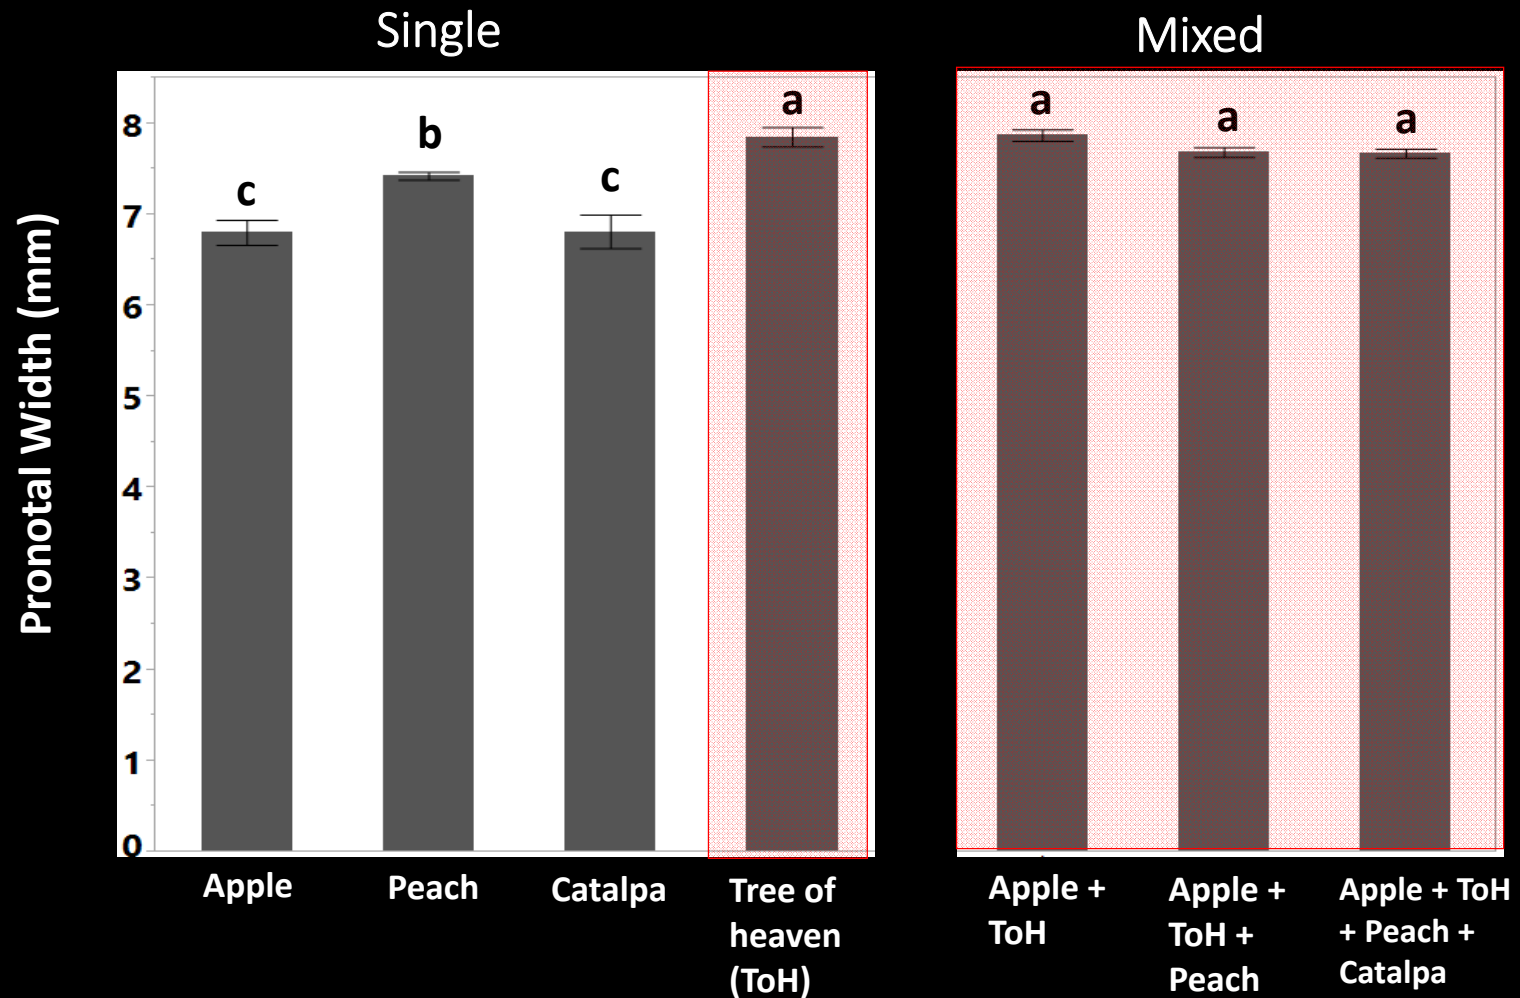 Single
Mixed
Pronotal Width (mm)
8
7
6
5
4
3
2
1
0
c
b
c
a
a
a
a
Apple
Peach
Catalpa
Tree of
heaven
(ToH)
Apple +
ToH
Apple +
ToH +
Peach
Apple + ToH
+ Peach +
Catalpa